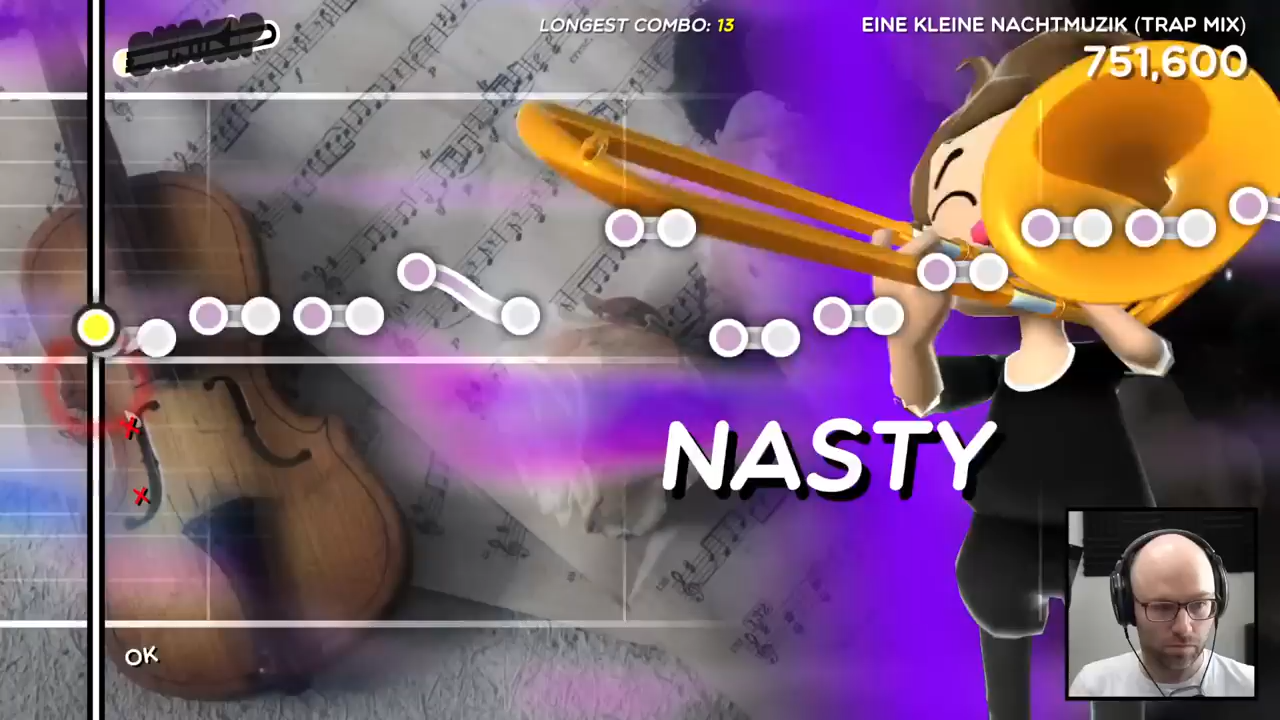 LONGEST COMBO: 13
EINE KLEINE NACHTMUZIK (TRAP MIX)
751,600
NASTY
OK